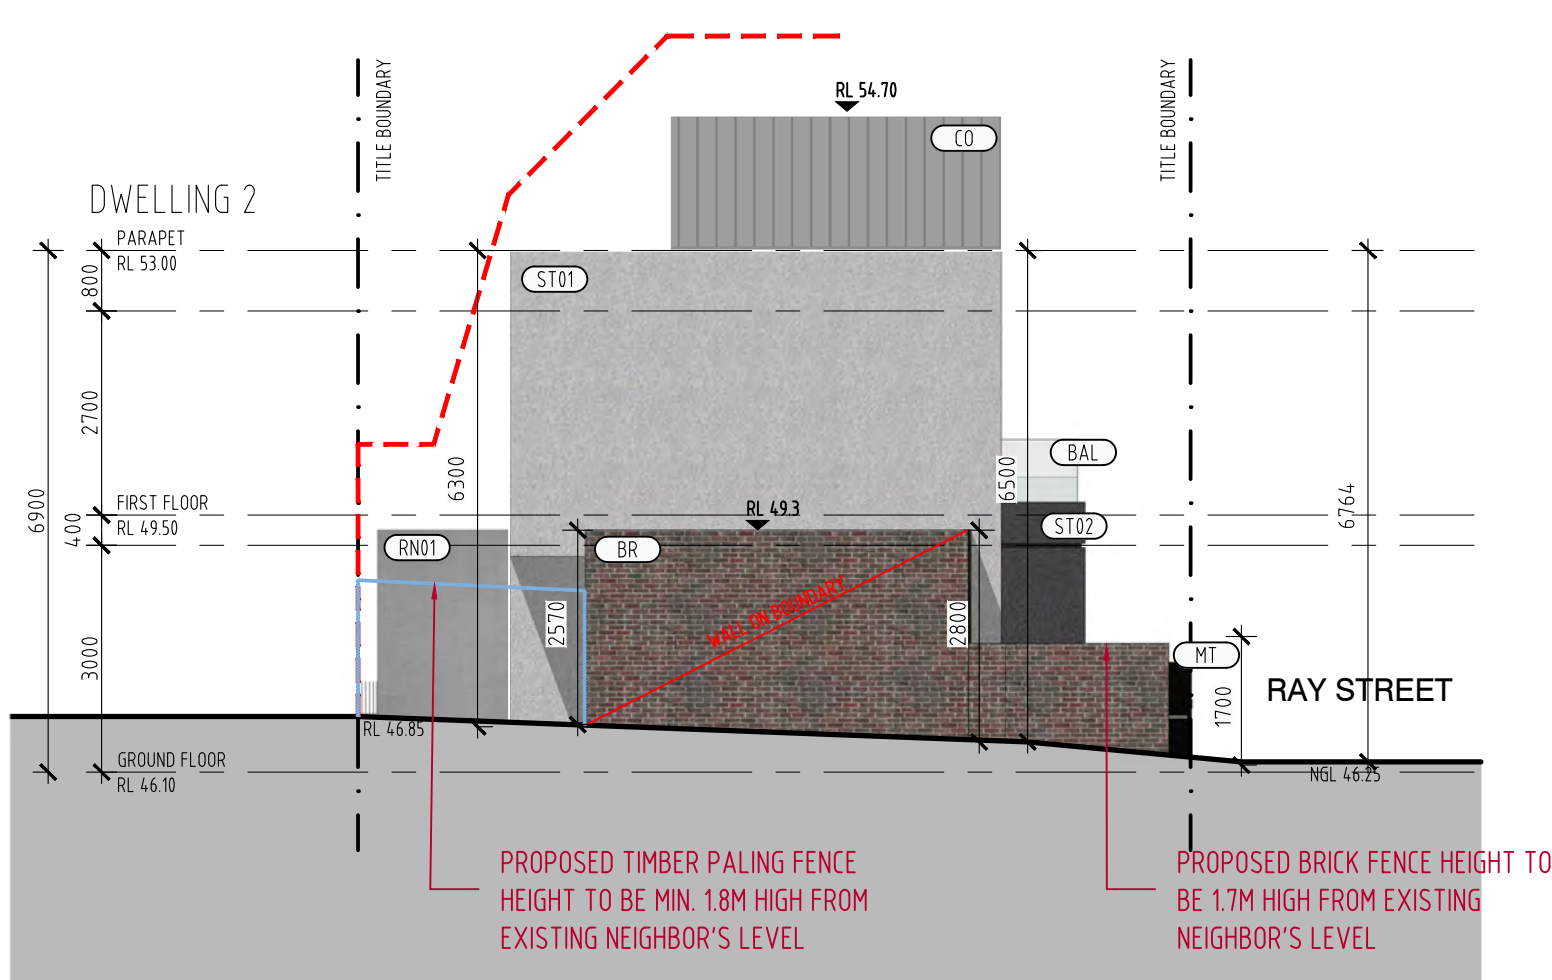 RL 54.70
TITLE BOUNDARY
TITLE BOUNDARY
CO
DWELLING 2
PARAPET
RL 53.00
800
ST01
2700
6900
400
6300
6500
6764
BAL
FIRST FLOOR
RL 49.50
RL 49.3
ST02
RN01
BR
WALL ON BOUNDARY
2570
2800
3000
MT
RAY STREET
1700
RL 46.85
GROUND FLOOR
RL 46.10
NGL 46.25
PROPOSED TIMBER PALING FENCE
HEIGHT TO BE MIN. 1.8M HIGH FROM
EXISTING NEIGHBOR'S LEVEL
PROPOSED BRICK FENCE HEIGHT TO
BE 1.7M HIGH FROM EXISTING
NEIGHBOR'S LEVEL